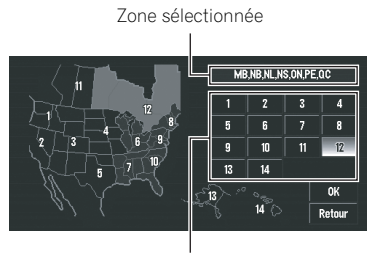 Zone sélectionnée
MB,NB,NL,NS,ON,PE,QC
11
12
1
4
8
2
3
6
9
7
10
5
13
14
1 2 3 4
5 6 7 8
9 10 11 12
13 14
OK
Retour